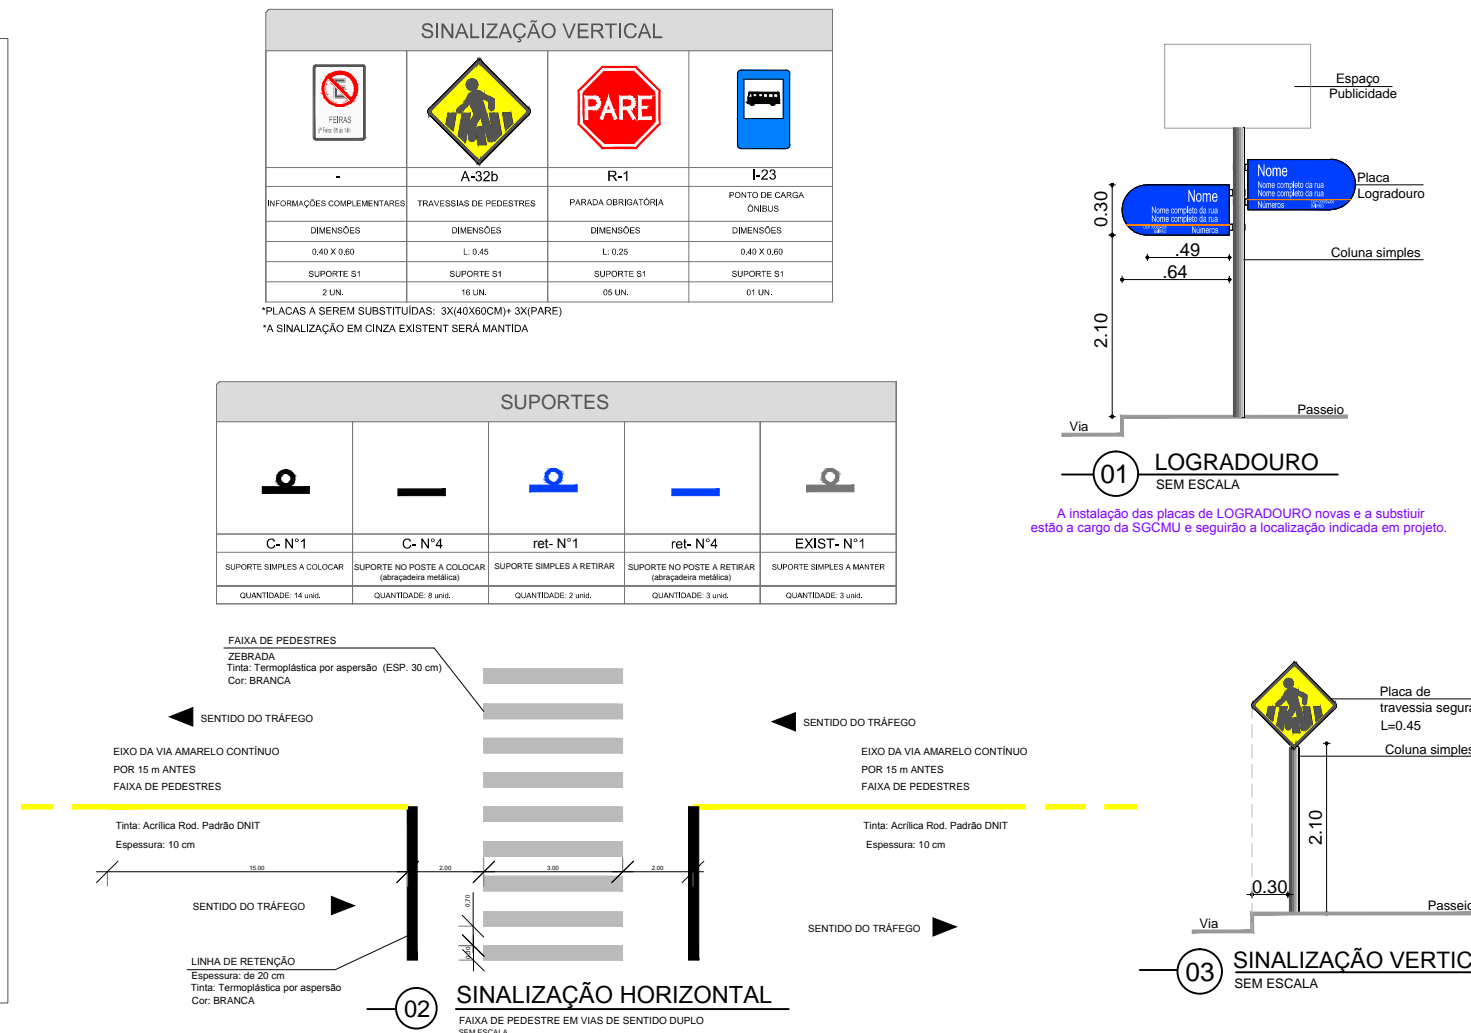 SINALIZAÇÃO VERTICAL
E
FEIRAS
PARE
-
A-32b
R-1
I-23
INFORMAÇÕES COMPLEMENTARES
TRAVESSIAS DE PEDESTRES
PARADA OBRIGATÓRIA
PONTO DE CARGA
ÔNIBUS
DIMENSÕES
DIMENSÕES
DIMENSÕES
DIMENSÕES
0.40 X 0.60
L: 0.45
L: 0.25
0.40 X 0.60
SUPORTE S1
SUPORTE S1
SUPORTE S1
SUPORTE S1
2 UN.
16 UN.
05 UN.
01 UN.
*PLACAS A SEREM SUBSTITUÍDAS: 3X(40X60CM)+ 3X(PARE)
*A SINALIZAÇÃO EM CINZA EXISTENT SERÁ MANTIDA
SUPORTES
C- N°1
C- N°4
ret- N°1
ret- N°4
EXIST- N°1
SUPORTE SIMPLES A COLOCAR
SUPORTE NO POSTE A COLOCAR
(abraçadeira metálica)
SUPORTE SIMPLES A RETIRAR
SUPORTE NO POSTE A RETIRAR
(abraçadeira metálica)
SUPORTE SIMPLES A MANTER
QUANTIDADE: 14 unid.
QUANTIDADE: 8 unid.
QUANTIDADE: 2 unid.
QUANTIDADE: 3 unid.
QUANTIDADE: 3 unid.
Espaço
Publicidade
Nome
Nome completo da rua
Nome completo da rua
Números
Placa
Logradouro
Nome
Nome completo da rua
Nome completo da rua
Números
0.30
.49
.64
2.10
Coluna simples
Passeio
Via
01
LOGRADOURO
SEM ESCALA
A instalação das placas de LOGRADOURO novas e a substiuir
estão a cargo da SGCMU e seguirão a localização indicada em projeto.
FAIXA DE PEDESTRES
ZEBRADA
Tinta: Termoplástica por aspersão (ESP. 30 cm)
Cor: BRANCA
SENTIDO DO TRÁFEGO
SENTIDO DO TRÁFEGO
EIXO DA VIA AMARELO CONTÍNUO
POR 15 m ANTES
FAIXA DE PEDESTRES
EIXO DA VIA AMARELO CONTÍNUO
POR 15 m ANTES
FAIXA DE PEDESTRES
Tinta: Acrílica Rod. Padrão DNIT
Espessura: 10 cm
Tinta: Acrílica Rod. Padrão DNIT
Espessura: 10 cm
15.00
2.00
3.00
2.00
0.70
0.30
SENTIDO DO TRÁFEGO
SENTIDO DO TRÁFEGO
LINHA DE RETENÇÃO
Espessura: de 20 cm
Tinta: Termoplástica por aspersão
Cor: BRANCA
02
SINALIZAÇÃO HORIZONTAL
FAIXA DE PEDESTRE EM VIAS DE SENTIDO DUPLO
SEM ESCALA
Placa de
travessia segura
L=0.45
Coluna simples
2.10
0.30
Passeio
Via
03
SINALIZAÇÃO VERTIC
SEM ESCALA